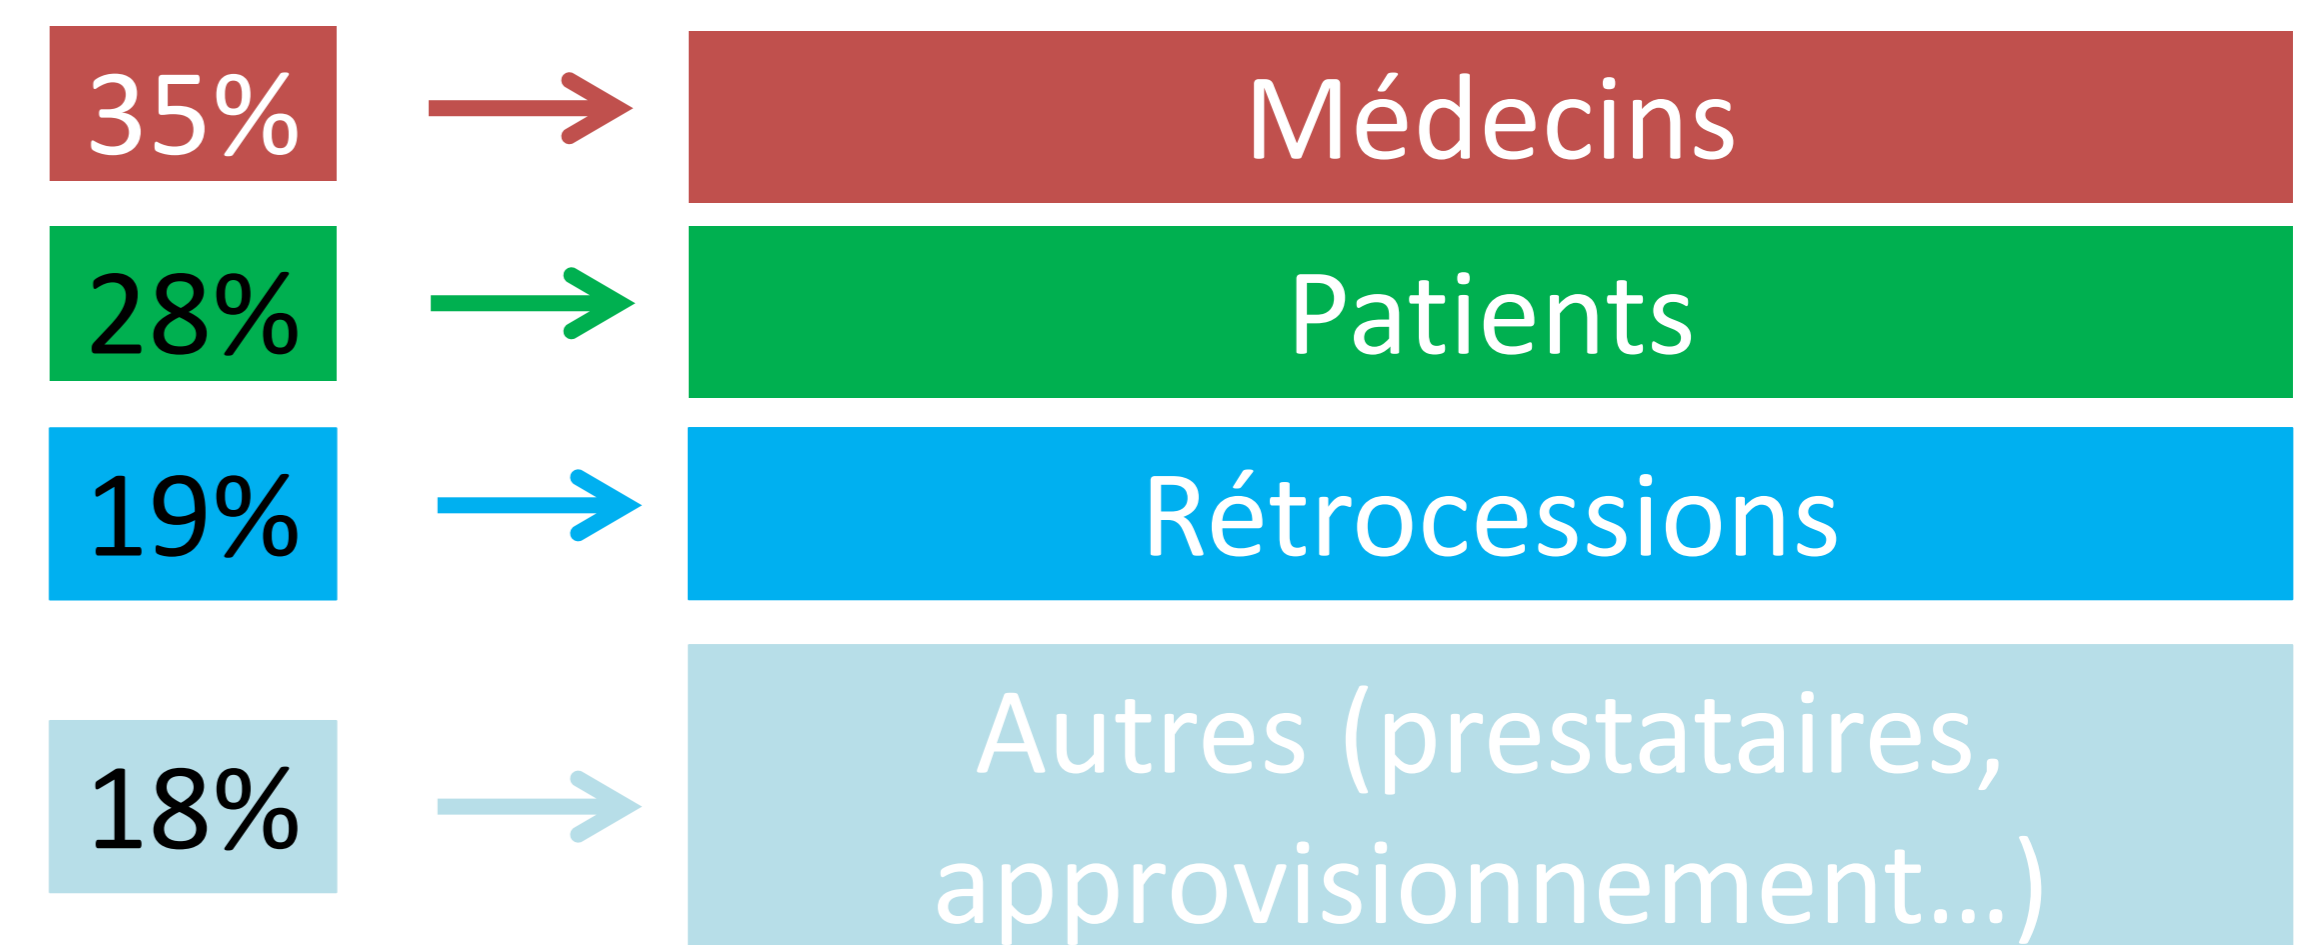 35% Médecins
28% Patients
19% Rétrocessions
18% Autres (prestataires,
approvisionnement…)